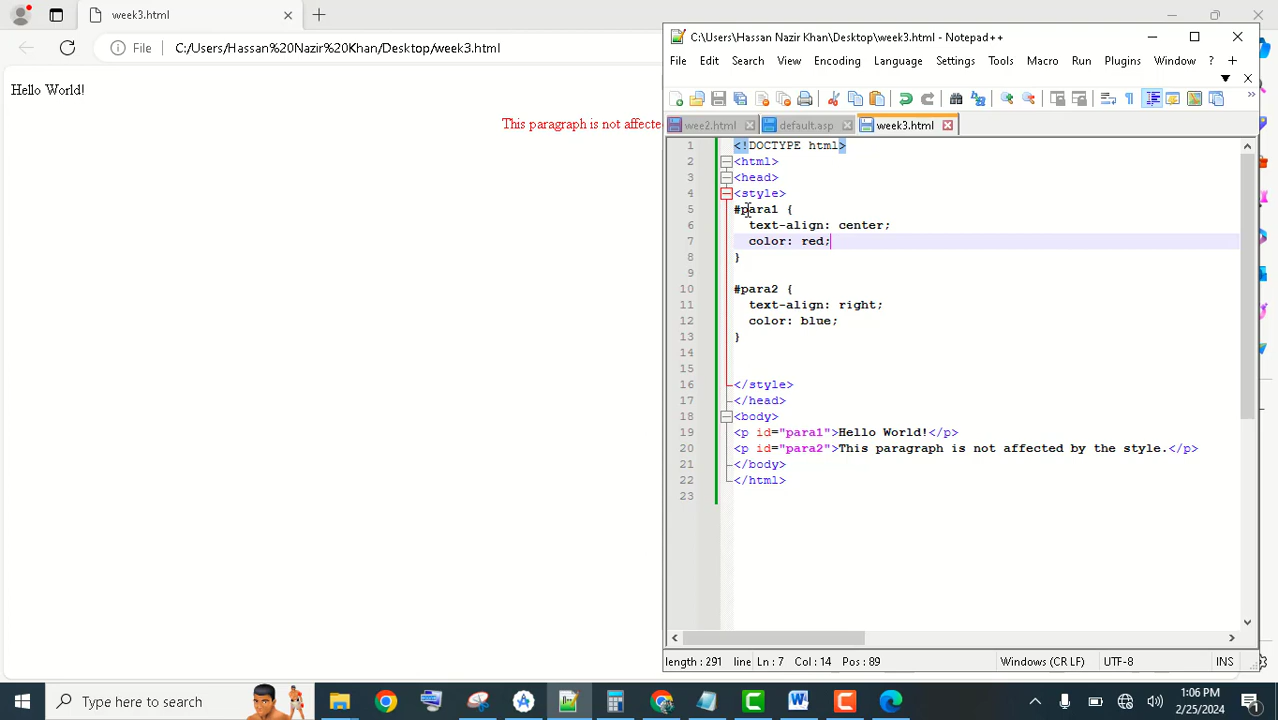 week3.html
File
C:/Users/Hassan%20Nazir%20Khan/Desktop/week3.html
Hello World!
This paragraph is not affecte
C:\Users\Hassan Nazir Khan\Desktop\week3.html - Notepad++
File Edit Search View Encoding Language Settings Tools Macro Run Plugins Window ? +
wee2.html default.asp week3.html
1 <!DOCTYPE html>
2 <html>
3 <head>
4 <style>
5 #para1 {
6 text-align: center;
7 color: red;
8 }
9
10 #para2 {
11 text-align: right;
12 color: blue;
13 }
14
15
16 </style>
17 </head>
18 <body>
19 <p id="para1">Hello World!</p>
20 <p id="para2">This paragraph is not affected by the style.</p>
21 </body>
22 </html>
23
length : 291 line Ln : 7 Col : 14 Pos : 89 Windows (CR LF) UTF-8 INS
Type here to search
1:06 PM
2/25/2024
1